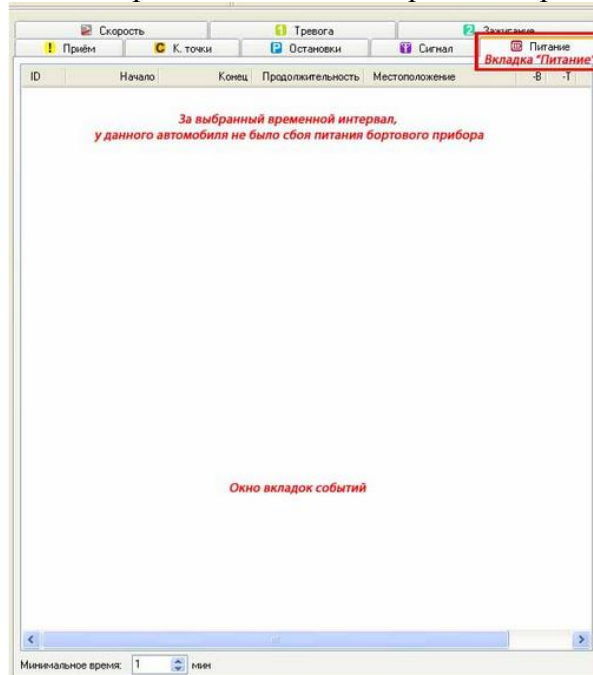 Скорость Тревога Зажигание
Приём К. точки Остановки Сигнал Питание
Вкладка "Питание"
ID Начало Конец Продолжительность Местоположение -В -Т
За выбранный временной интервал,
у данного автомобиля не было сбоя питания бортового прибора
Окно вкладок событий
Минимальное время: 1 мин